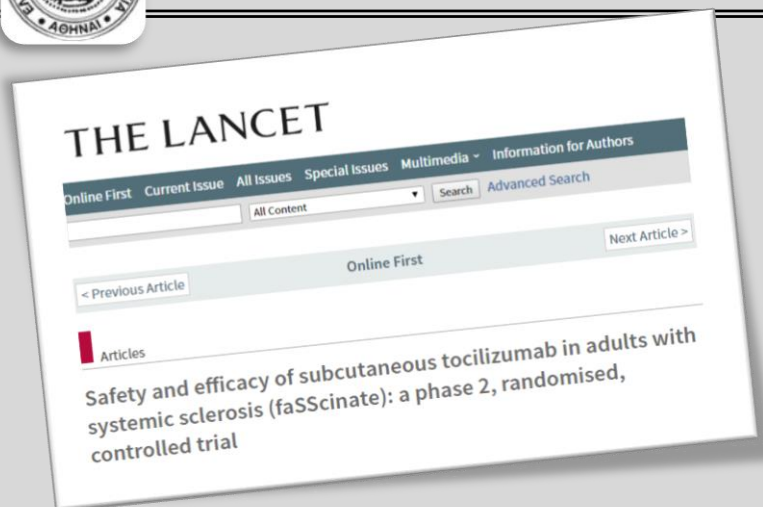 ΑΘΗΝΑΙ
THE LANCET
Online First Current Issue All Issues Special Issues Multimedia Information for Authors
All Content Search Advanced Search
< Previous Article Online First Next Article >
Articles
Safety and efficacy of subcutaneous tocilizumab in adults with
systemic sclerosis (faSScinate): a phase 2, randomised,
controlled trial